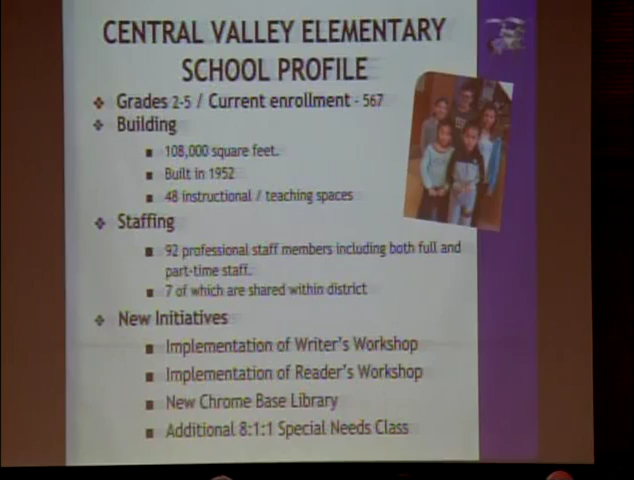 CENTRAL VALLEY ELEMENTARY
SCHOOL PROFILE
Grades 2-5 / Current enrollment - 567
Building
108,000 square feet.
Built in 1952
48 instructional / teaching spaces
Staffing
92 professional staff members including both full and
part-time staff.
7 of which are shared within district
New Initiatives
Implementation of Writer's Workshop
Implementation of Reader's Workshop
New Chrome Base Library
Additional 8:1:1 Special Needs Class